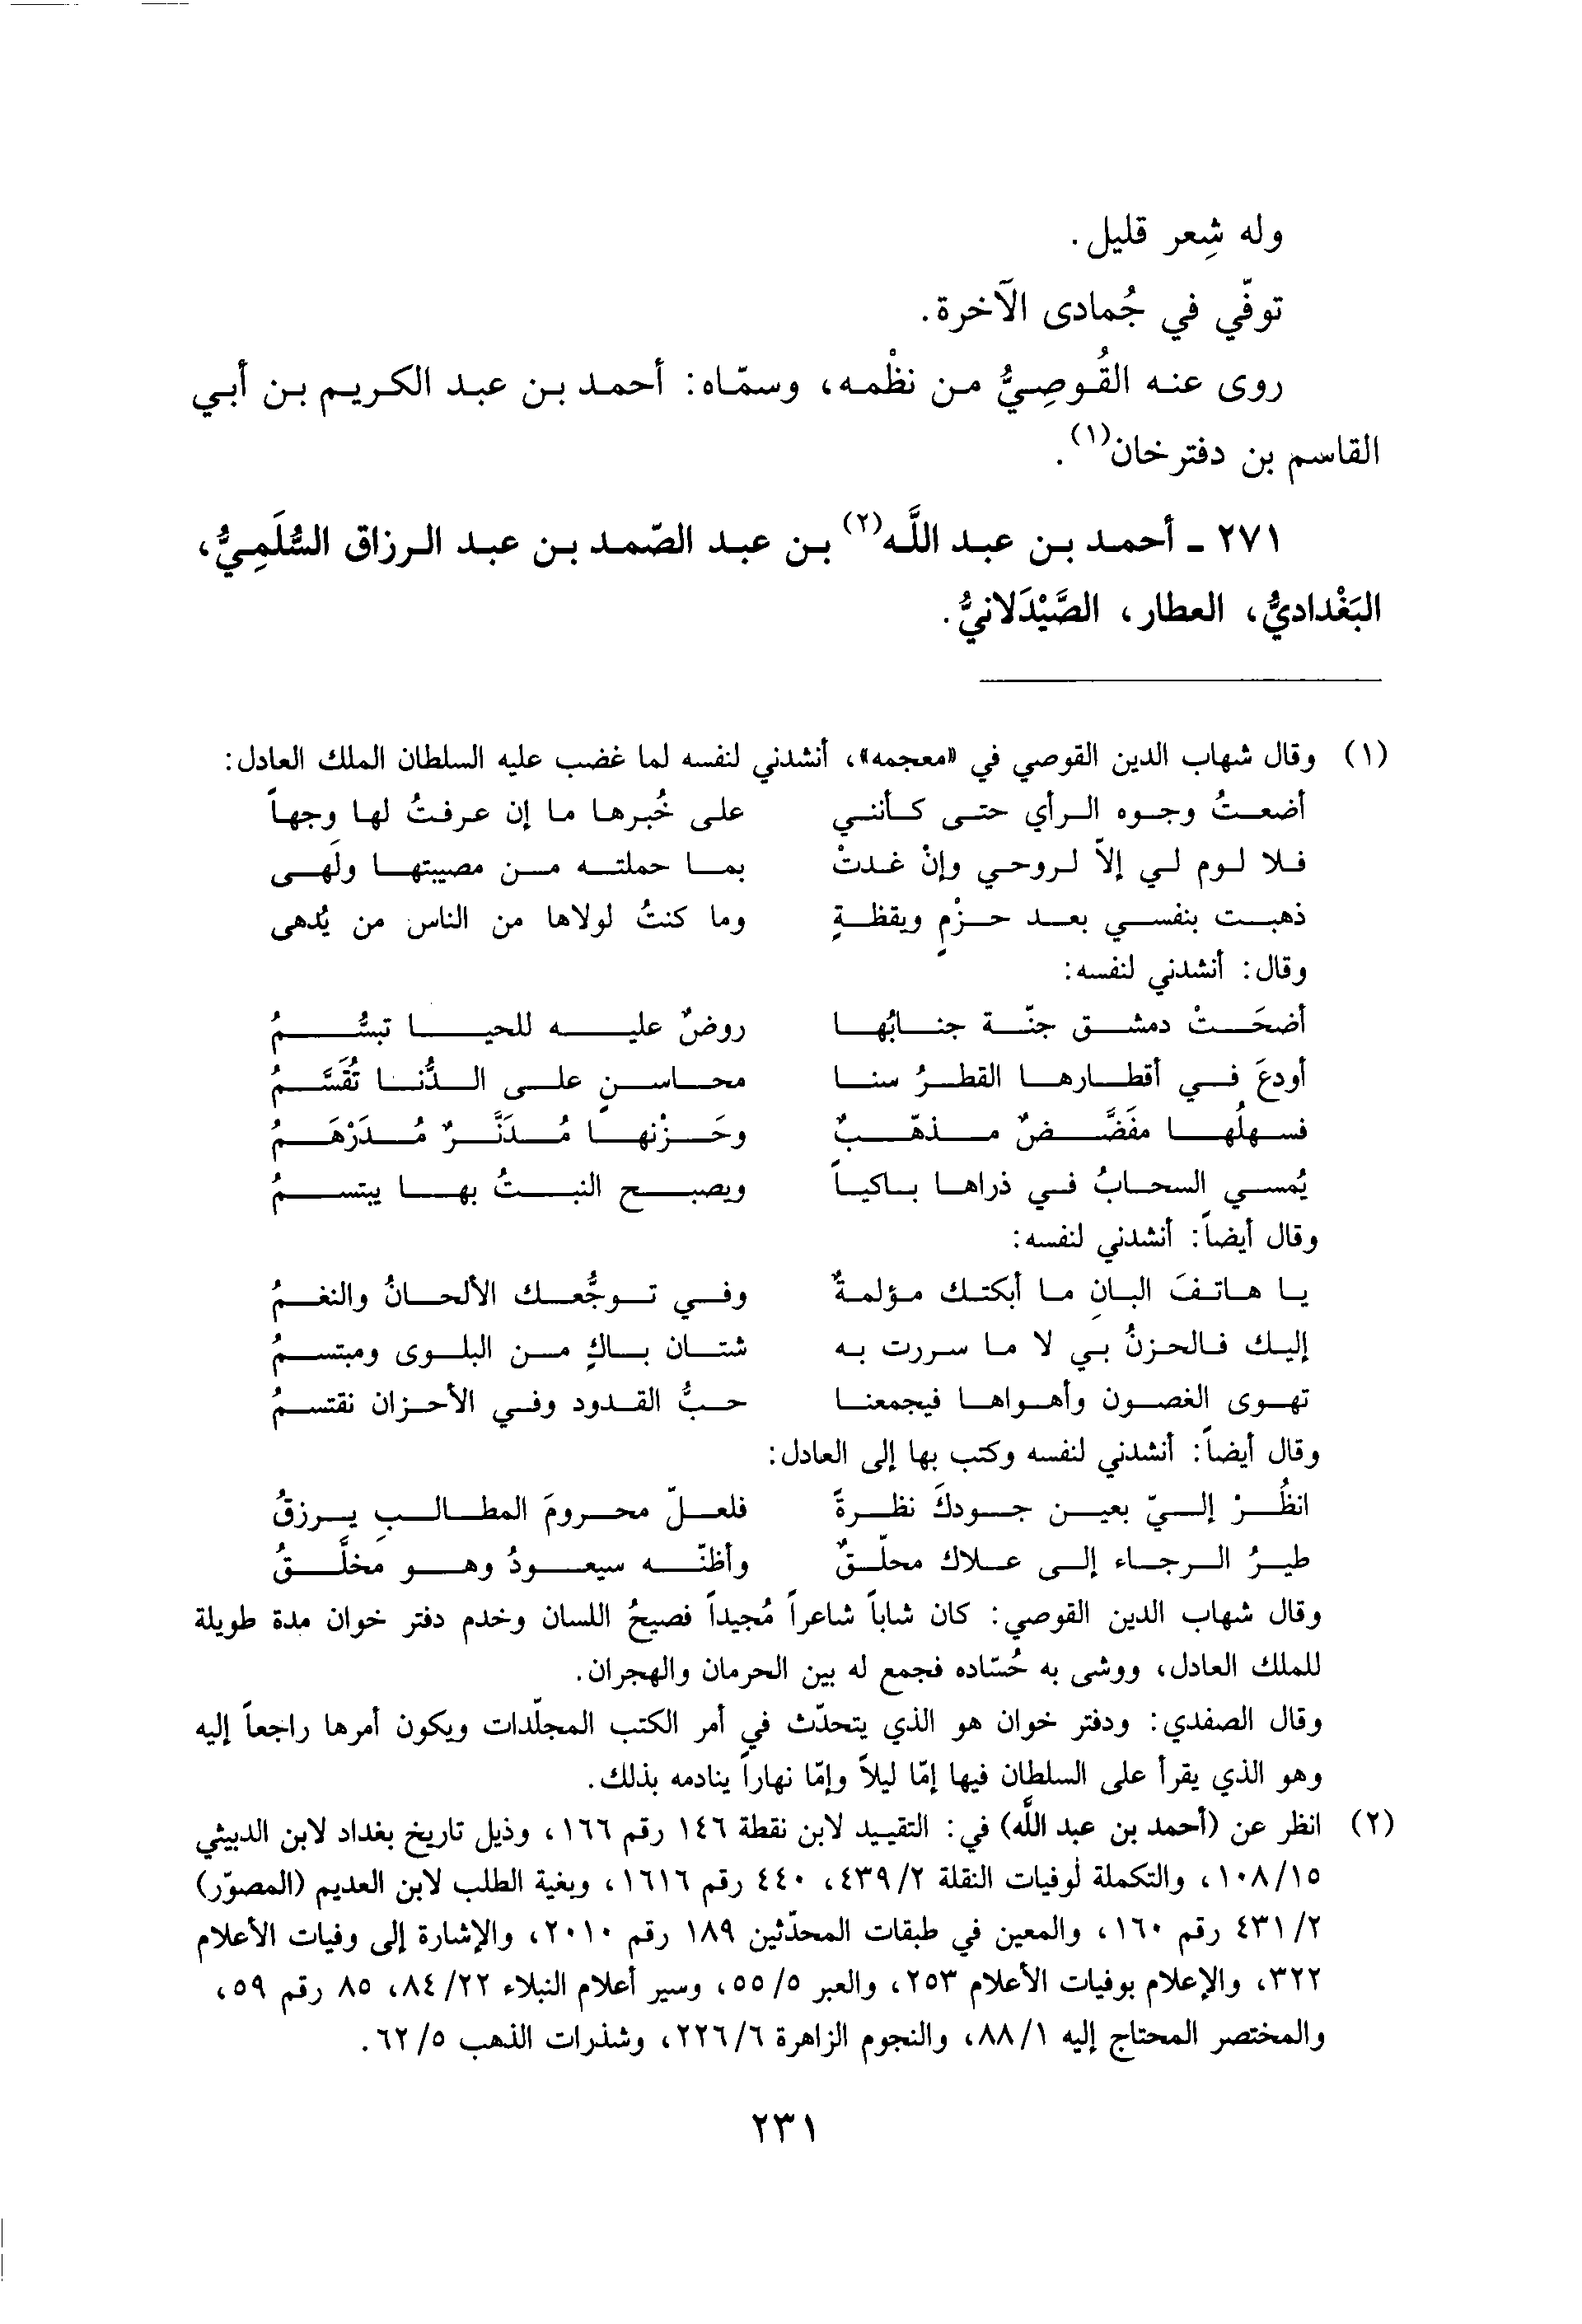 وله شِعر قليل.
توفّي في جُمادى الآخرة.
روى عنه القُوصِيُّ من نظْمه، وسمّاه: أحمد بن عبد الكريم بن أبي
القاسم بن دفترخان(١).
٢٧١ - أحمد بن عبد اللَّه(٢) بن عبد الصّمد بن عبد الرزاق السُّلَمِيُّ،
البَغْداديُّ، العطار، الصَّيْدَلانيُّ.
(١) وقال شهاب الدين القوصي في «معجمه»، أنشدني لنفسه لما غضب عليه السلطان الملك العادل:
أضعتُ وجوه الرأي حتى كأنني على خُبرها ما إن عرفتُ لها وجهاً
فلا لوم لي إلاّ لروحي وإنْ غدتْ بما حملته من مصيبتها ولَهى
ذهبت بنفسي بعد حزْمٍ ويقظةٍ وما كنتُ لولاها من الناس من يُدهى
وقال: أنشدني لنفسه:
أضحَتْ دمشق جنّة جنابُها روضٌ عليه للحيا تبسُّمُ
أودعَ في أقطارها القطرُ سنا محاسنٍ على الدُّنا تُقَسَّمُ
فسهلُها مفَضَّضٌ مذهّبٌ وحَزْنها مُدَنَّرٌ مُدَرْهَمُ
يُمسي السحابُ في ذراها باكياً ويصبح النبتُ بها يبتسمُ
وقال أيضاً: أنشدني لنفسه:
يا هاتفَ البانِ ما أبكتك مؤلمةٌ وفي توجُّعك الألحانُ والنغمُ
إليك فالحزنُ بي لا ما سررت به شتان باكٍ من البلوى ومبتسمُ
تهوى الغصون وأهواها فيجمعنا حبُّ القدود وفي الأحزان نقتسمُ
وقال أيضاً: أنشدني لنفسه وكتب بها إلى العادل:
انظُرْ إليّ بعين جودكَ نظرةً فلعلّ محرومَ المطالبِ يرزقُ
طيرُ الرجاء إلى علاك محلّقٌ وأظنّه سيعودُ وهو مخلَّقُ
وقال شهاب الدين القوصي: كان شاباً شاعراً مُجيداً فصيحُ اللسان وخدم دفتر خوان مدة طويلة
للملك العادل، ووشى به حُسّاده فجمع له بين الحرمان والهجران.
وقال الصفدي: ودفتر خوان هو الذي يتحدّث في أمر الكتب المجلّدات ويكون أمرها راجعاً إليه
وهو الذي يقرأ على السلطان فيها إمّا ليلاً وإمّا نهاراً ينادمه بذلك.
(٢) انظر عن (أحمد بن عبد اللَّه) في: التقييد لابن نقطة ١٤٦ رقم ١٦٦، وذيل تاريخ بغداد لابن الدبيثي
١٠٨/١٥، والتكملة لوفيات النقلة ٤٣٩/٢، ٤٤٠ رقم ١٦١٦، وبغية الطلب لابن العديم (المصوّر)
٤٣١/٢ رقم ١٦٠، والمعين في طبقات المحدّثين ١٨٩ رقم ٢٠١٠، والإشارة إلى وفيات الأعلام
٣٢٢، والإعلام بوفيات الأعلام ٢٥٣، والعبر ٥٥/٥، وسير أعلام النبلاء ٨٤/٢٢، ٨٥ رقم ٥٩،
والمختصر المحتاج إليه ٨٨/١، والنجوم الزاهرة ٢٢٦/٦، وشذرات الذهب ٦٢/٥.
٢٣١